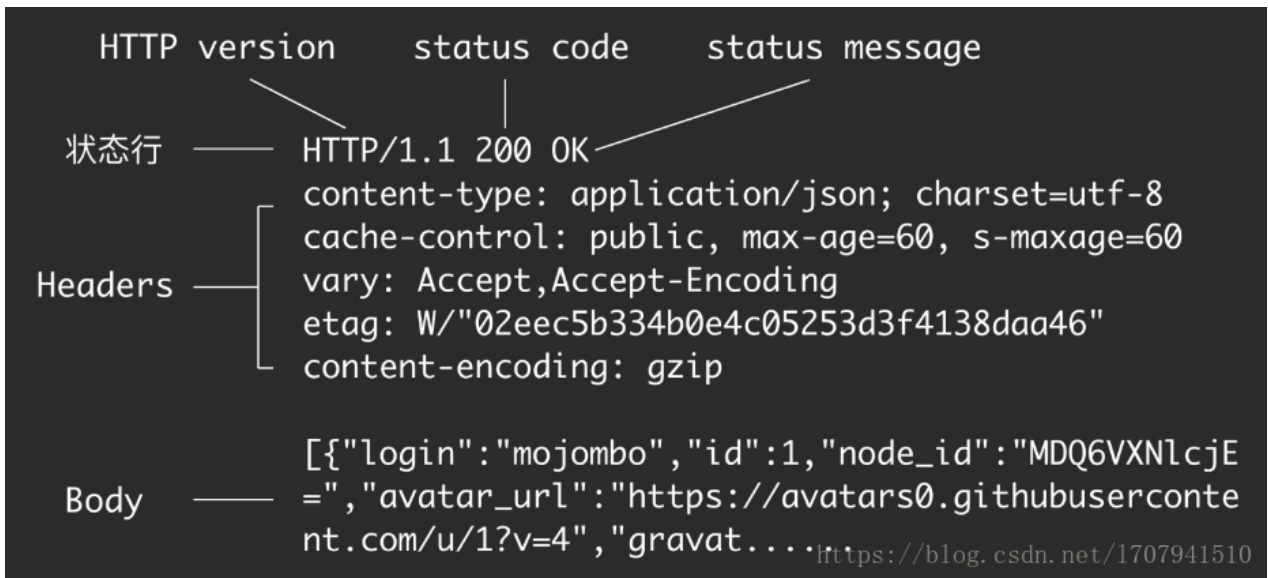 HTTP version status code status message
状态行 HTTP/1.1 200 OK
content-type: application/json; charset=utf-8
cache-control: public, max-age=60, s-maxage=60
Headers vary: Accept,Accept-Encoding
etag: W/"02eec5b334b0e4c05253d3f4138daa46"
content-encoding: gzip
[{"login":"mojombo","id":1,"node_id":"MDQ6VXNlcjE
Body =","avatar_url":"https://avatars0.githubuserconte
nt.com/u/1?v=4","gravat......
https://blog.csdn.net/1707941510